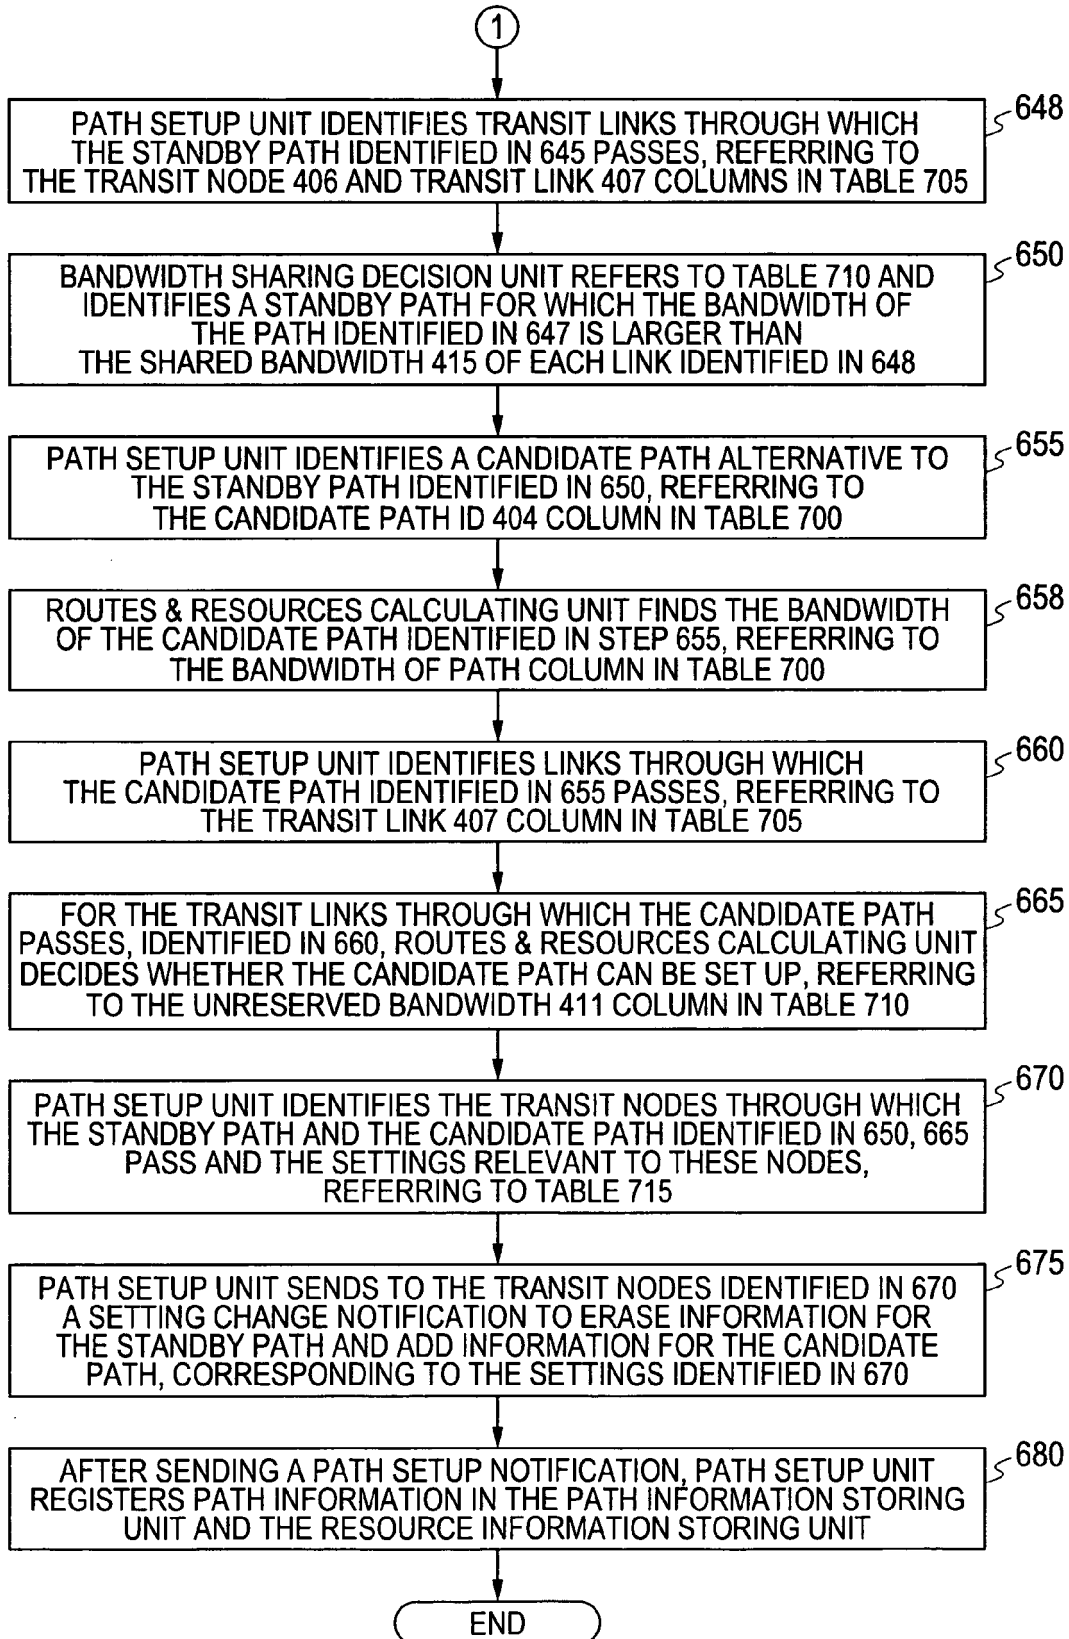 1
648
PATH SETUP UNIT IDENTIFIES TRANSIT LINKS THROUGH WHICH
THE STANDBY PATH IDENTIFIED IN 645 PASSES, REFERRING TO
THE TRANSIT NODE 406 AND TRANSIT LINK 407 COLUMNS IN TABLE 705
650
BANDWIDTH SHARING DECISION UNIT REFERS TO TABLE 710 AND
IDENTIFIES A STANDBY PATH FOR WHICH THE BANDWIDTH OF
THE PATH IDENTIFIED IN 647 IS LARGER THAN
THE SHARED BANDWIDTH 415 OF EACH LINK IDENTIFIED IN 648
655
PATH SETUP UNIT IDENTIFIES A CANDIDATE PATH ALTERNATIVE TO
THE STANDBY PATH IDENTIFIED IN 650, REFERRING TO
THE CANDIDATE PATH ID 404 COLUMN IN TABLE 700
658
ROUTES & RESOURCES CALCULATING UNIT FINDS THE BANDWIDTH
OF THE CANDIDATE PATH IDENTIFIED IN STEP 655, REFERRING TO
THE BANDWIDTH OF PATH COLUMN IN TABLE 700
660
PATH SETUP UNIT IDENTIFIES LINKS THROUGH WHICH
THE CANDIDATE PATH IDENTIFIED IN 655 PASSES, REFERRING TO
THE TRANSIT LINK 407 COLUMN IN TABLE 705
665
FOR THE TRANSIT LINKS THROUGH WHICH THE CANDIDATE PATH
PASSES, IDENTIFIED IN 660, ROUTES & RESOURCES CALCULATING UNIT
DECIDES WHETHER THE CANDIDATE PATH CAN BE SET UP, REFERRING
TO THE UNRESERVED BANDWIDTH 411 COLUMN IN TABLE 710
670
PATH SETUP UNIT IDENTIFIES THE TRANSIT NODES THROUGH WHICH
THE STANDBY PATH AND THE CANDIDATE PATH IDENTIFIED IN 650, 665
PASS AND THE SETTINGS RELEVANT TO THESE NODES,
REFERRING TO TABLE 715
675
PATH SETUP UNIT SENDS TO THE TRANSIT NODES IDENTIFIED IN 670
A SETTING CHANGE NOTIFICATION TO ERASE INFORMATION FOR
THE STANDBY PATH AND ADD INFORMATION FOR THE CANDIDATE
PATH, CORRESPONDING TO THE SETTINGS IDENTIFIED IN 670
680
AFTER SENDING A PATH SETUP NOTIFICATION, PATH SETUP UNIT
REGISTERS PATH INFORMATION IN THE PATH INFORMATION STORING
UNIT AND THE RESOURCE INFORMATION STORING UNIT
END